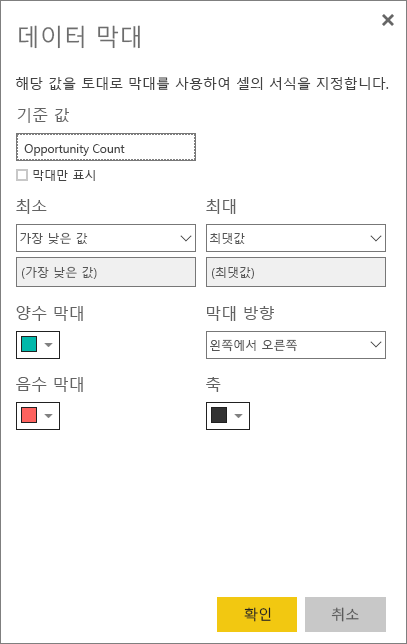 데이터 막대
해당 값을 토대로 막대를 사용하여 셀의 서식을 지정합니다.
기준 값
Opportunity Count
막대만 표시
최소 최대
가장 낮은 값 최댓값
(가장 낮은 값) (최댓값)
양수 막대 막대 방향
왼쪽에서 오른쪽
음수 막대 축
확인 취소